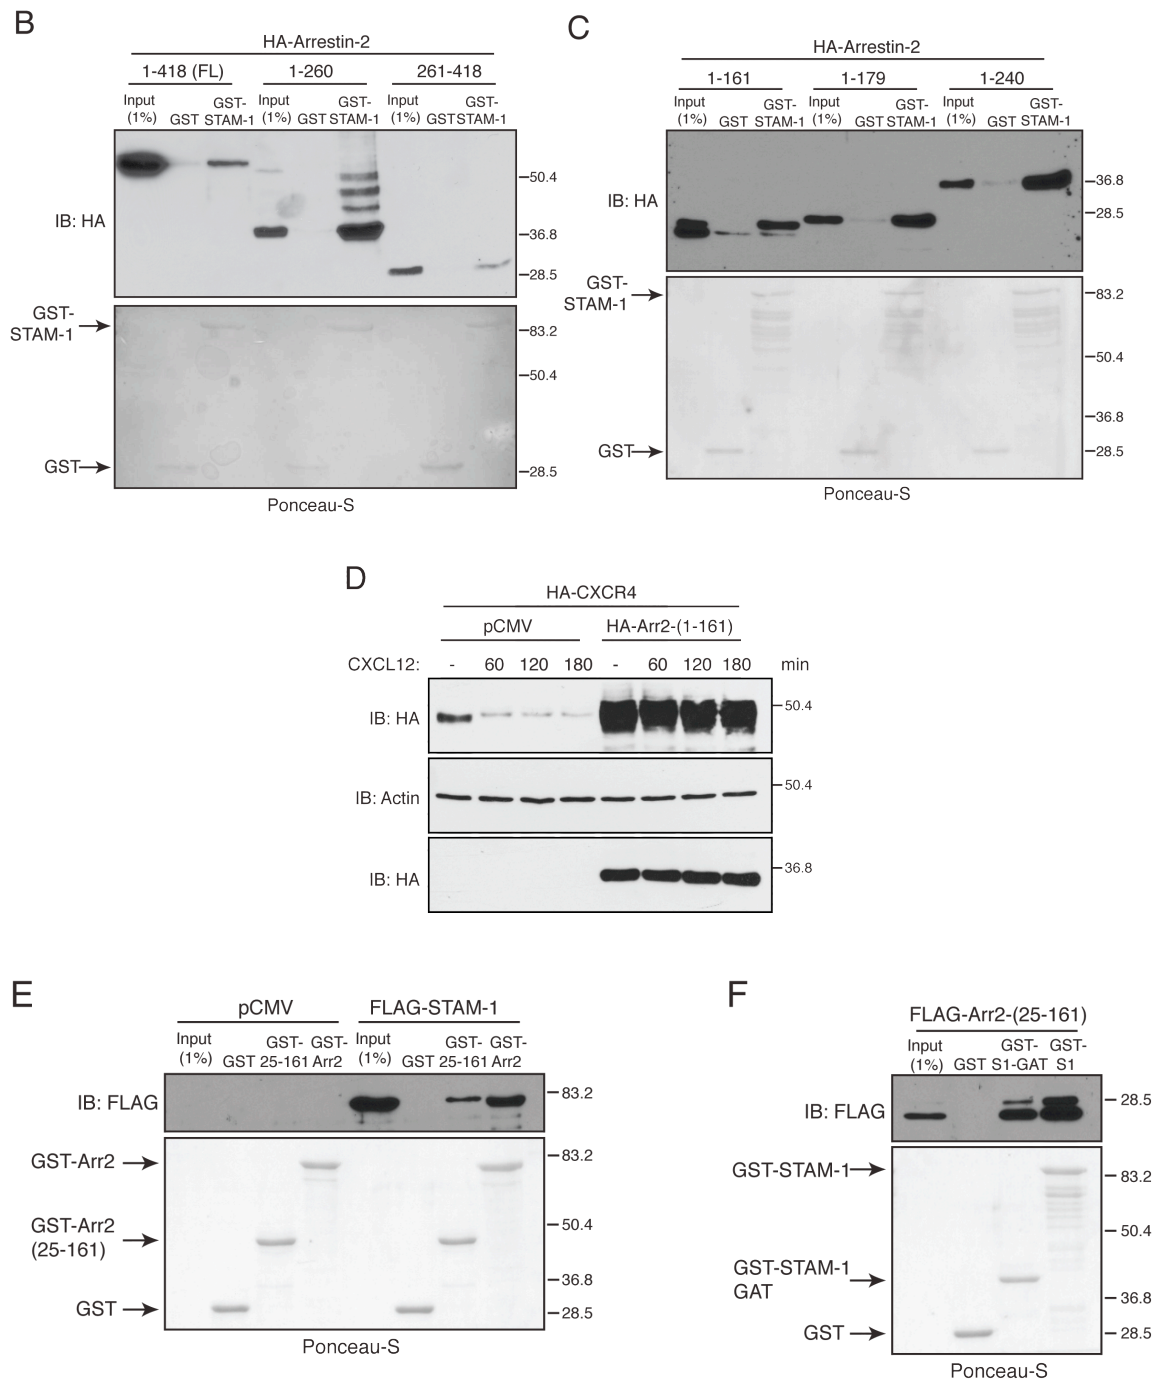 B
HA-Arrestin-2
1-418 (FL) 1-260 261-418
Input (1%) GST GST-STAM-1 Input (1%) GST GST-STAM-1 Input (1%) GST GST-STAM-1
IB: HA
50.4
36.8
28.5
GST-STAM-1
83.2
50.4
GST
28.5
Ponceau-S
C
HA-Arrestin-2
1-161 1-179 1-240
Input (1%) GST GST-STAM-1 Input (1%) GST GST-STAM-1 Input (1%) GST GST-STAM-1
IB: HA
36.8
28.5
GST-STAM-1
83.2
50.4
36.8
GST
28.5
Ponceau-S
D
HA-CXCR4
pCMV HA-Arr2-(1-161)
CXCL12: - 60 120 180 - 60 120 180 min
IB: HA
50.4
IB: Actin
50.4
IB: HA
36.8
E
pCMV FLAG-STAM-1
Input (1%) GST GST-25-161 GST-Arr2 Input (1%) GST GST-25-161 GST-Arr2
IB: FLAG
83.2
GST-Arr2
83.2
GST-Arr2 (25-161)
50.4
36.8
GST
28.5
Ponceau-S
F
FLAG-Arr2-(25-161)
Input (1%) GST GST-S1-GAT GST-S1
IB: FLAG
28.5
GST-STAM-1
83.2
50.4
GST-STAM-1 GAT
36.8
GST
28.5
Ponceau-S